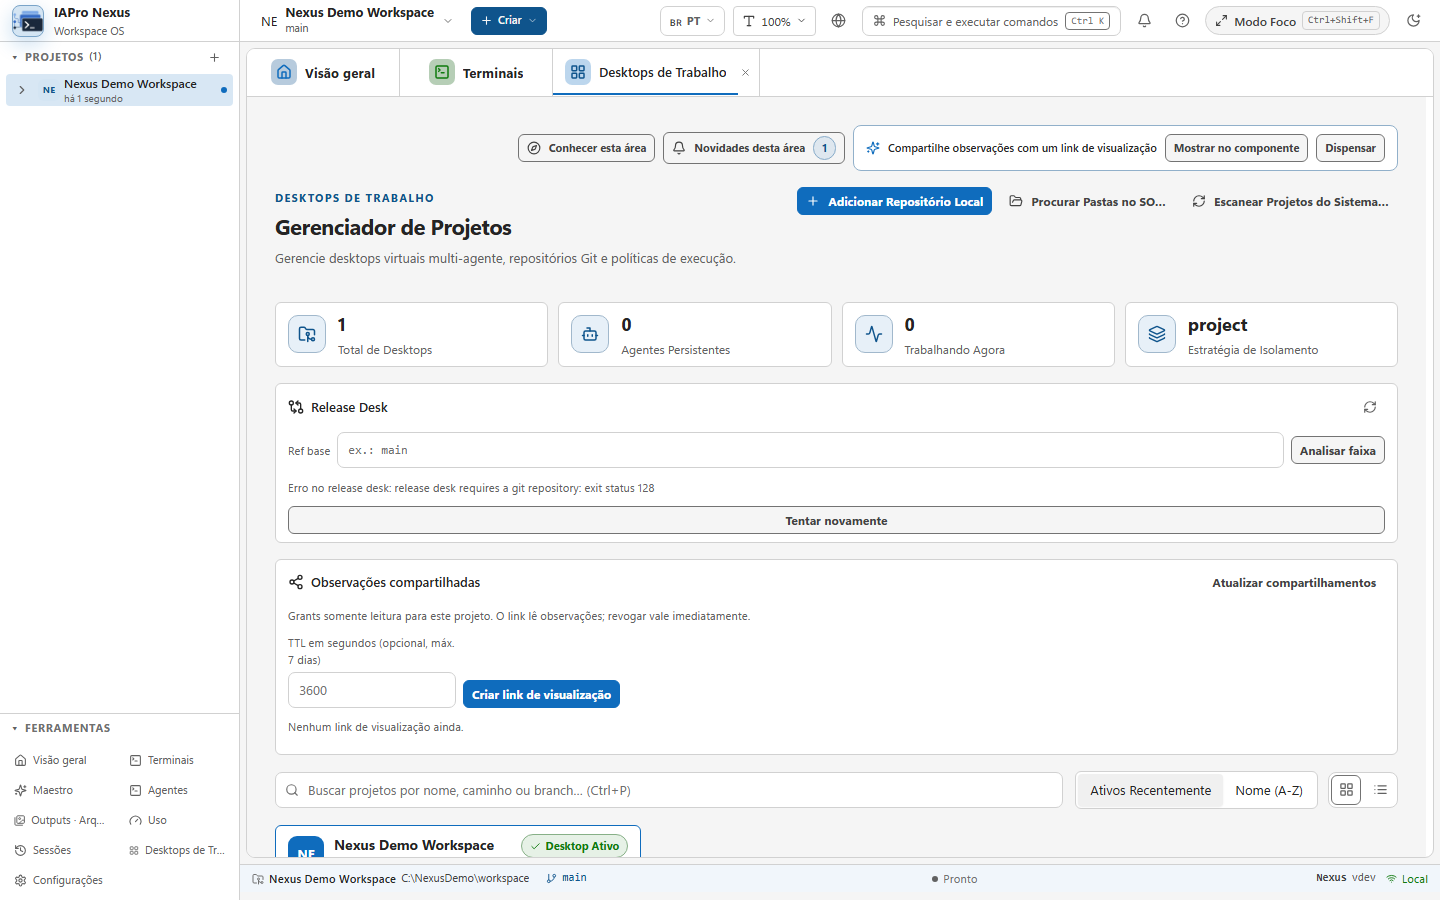 IAPro Nexus
Workspace OS
NE
Nexus Demo Workspace
main
Criar
BR PT
100%
Pesquisar e executar comandos
Ctrl K
Modo Foco
Ctrl+Shift+F
PROJETOS (1)
NE
Nexus Demo Workspace
há 1 segundo
Visão geral
Terminais
Desktops de Trabalho
Conhecer esta área
Novidades desta área 1
Compartilhe observações com um link de visualização
Mostrar no componente
Dispensar
DESKTOPS DE TRABALHO
Adicionar Repositório Local
Procurar Pastas no SO...
Escanear Projetos do Sistema...
Gerenciador de Projetos
Gerencie desktops virtuais multi-agente, repositórios Git e políticas de execução.
1
Total de Desktops
0
Agentes Persistentes
0
Trabalhando Agora
project
Estratégia de Isolamento
Release Desk
Ref base
ex.: main
Analisar faixa
Erro no release desk: release desk requires a git repository: exit status 128
Tentar novamente
Observações compartilhadas
Atualizar compartilhamentos
Grants somente leitura para este projeto. O link lê observações; revogar vale imediatamente.
TTL em segundos (opcional, máx.
7 dias)
3600
Criar link de visualização
Nenhum link de visualização ainda.
Buscar projetos por nome, caminho ou branch... (Ctrl+P)
Ativos Recentemente
Nome (A-Z)
NE
Nexus Demo Workspace
Desktop Ativo
FERRAMENTAS
Visão geral
Terminais
Maestro
Agentes
Outputs · Arq...
Uso
Sessões
Desktops de Tr...
Configurações
Nexus Demo Workspace C:\NexusDemo\workspace
main
Pronto
Nexus vdev
Local